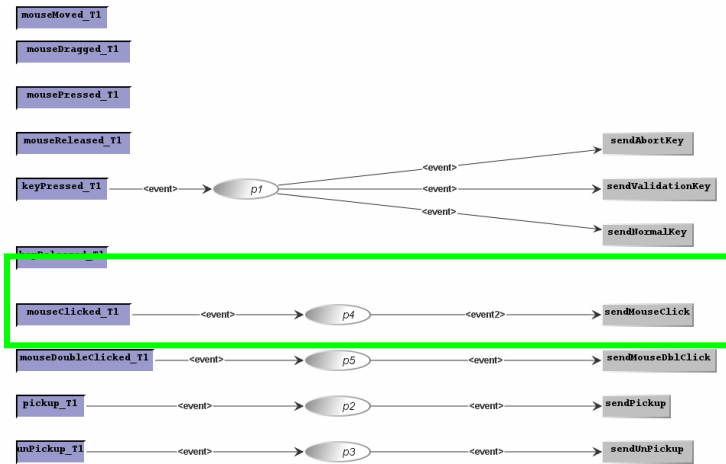 mouseMoved_T1
mouseDragged_T1
mousePressed_T1
mouseReleased_T1 sendAbortKey
<event>
keyPressed_T1 <event> p1 <event> sendValidationKey
<event>
sendNormalKey
keyReleased_T1
mouseClicked_T1 <event> p4 <event2> sendMouseClick
mouseDoubleClicked_T1 <event> p5 <event> sendMouseDblClick
pickup_T1 <event> p2 <event> sendPickup
unPickup_T1 <event> p3 <event> sendUnPickup